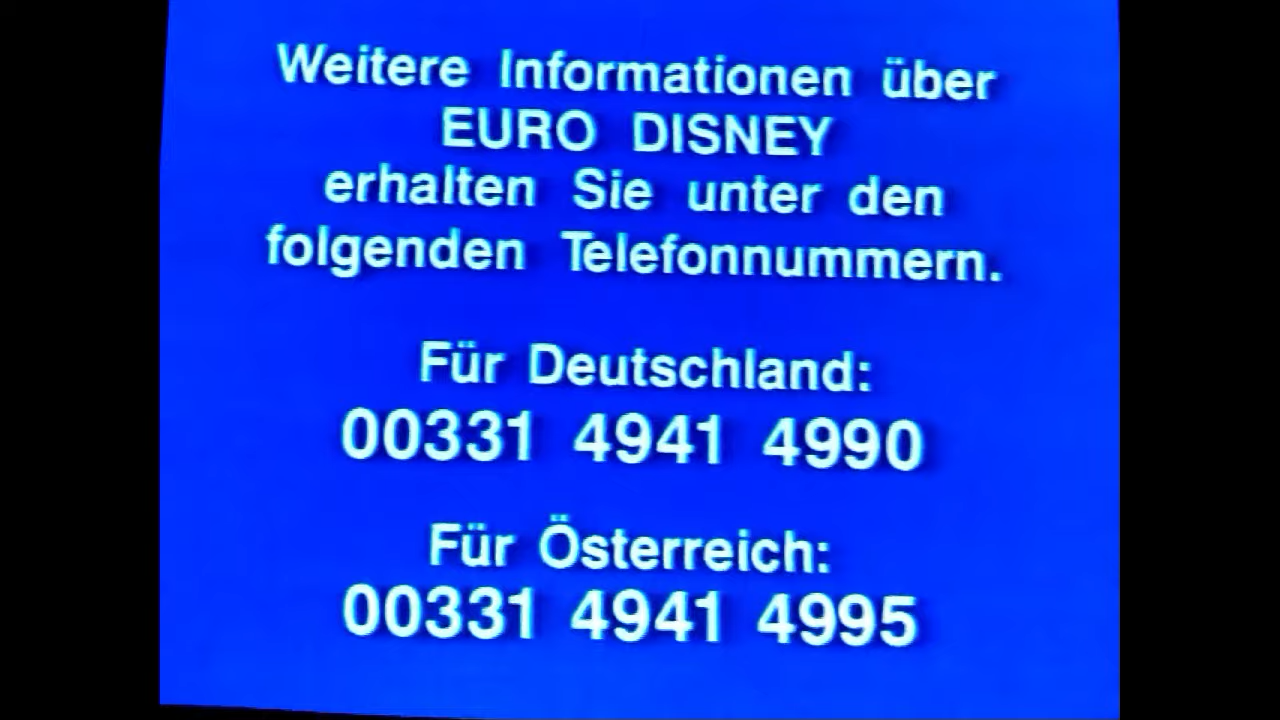 Weitere Informationen über
EURO DISNEY
erhalten Sie unter den
folgenden Telefonnummern.
Für Deutschland:
00331 4941 4990
Für Österreich:
00331 4941 4995